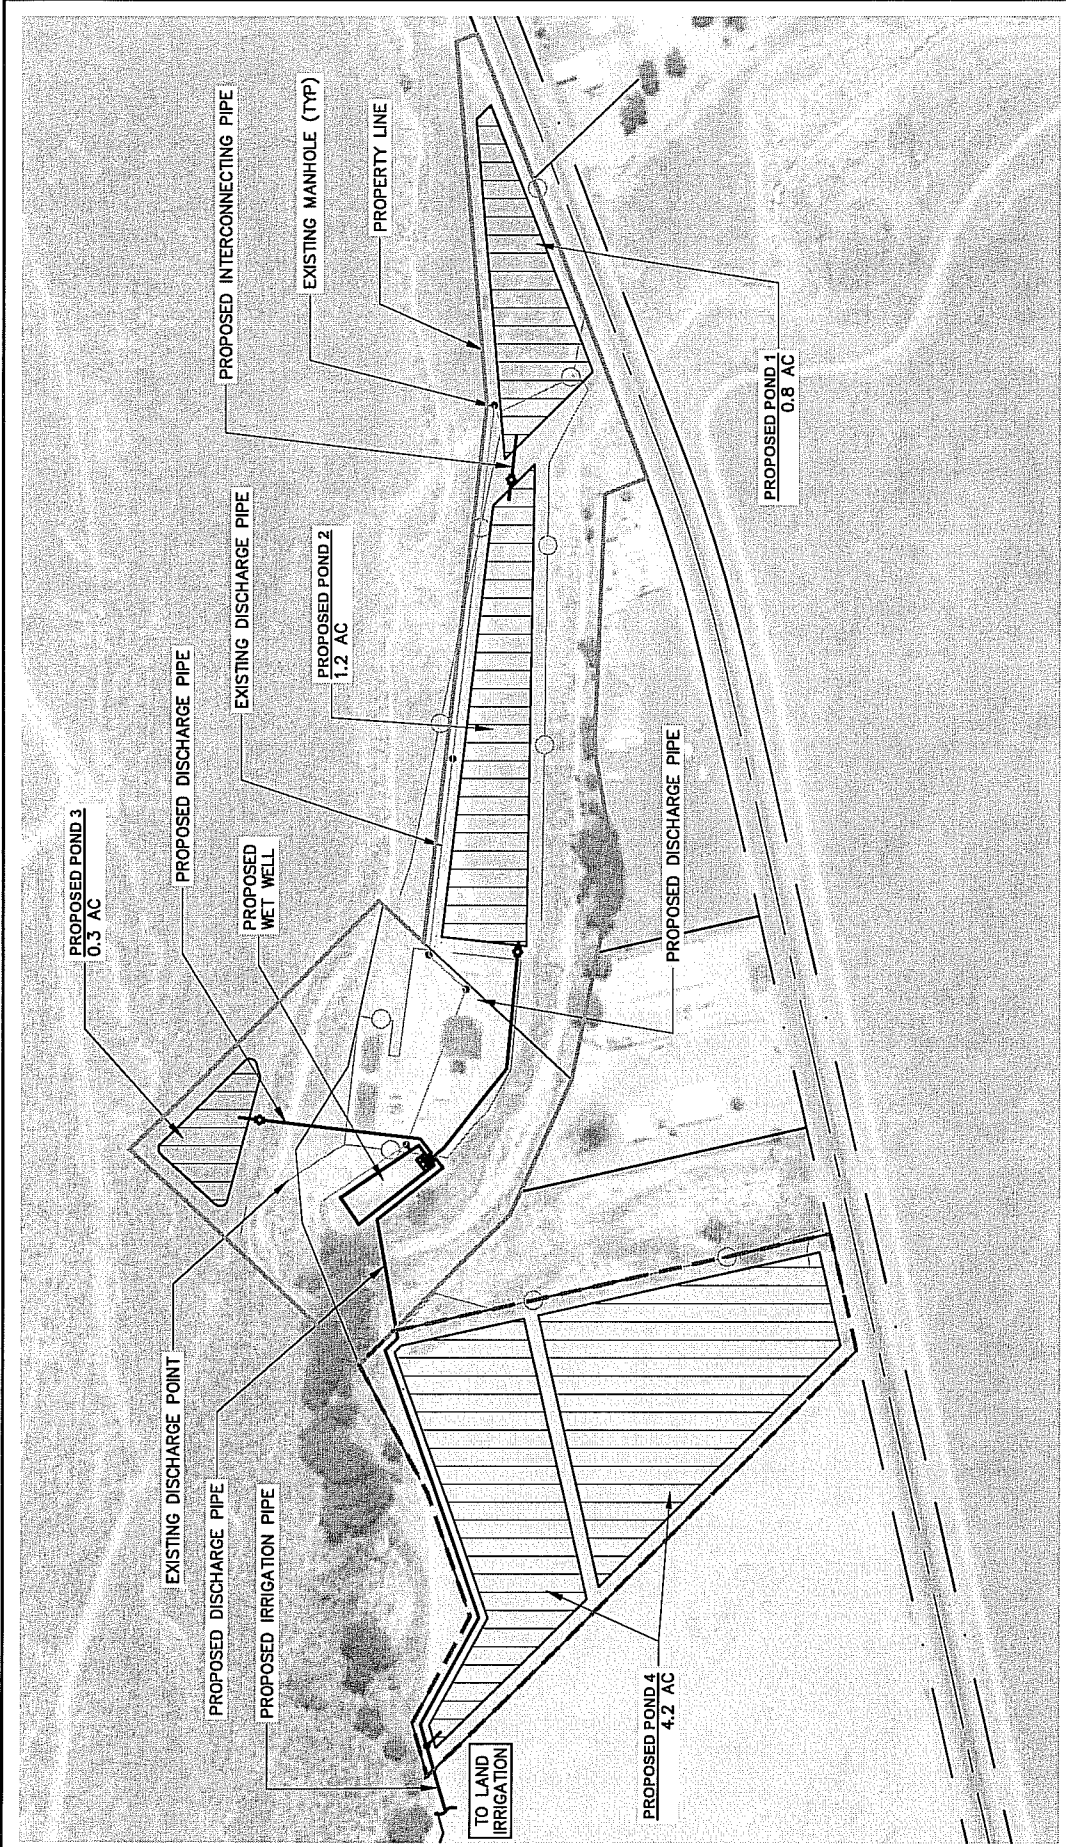 PROPOSED POND 3
0.3 AC
PROPOSED DISCHARGE PIPE
PROPOSED
WET WELL
EXISTING DISCHARGE PIPE
PROPOSED POND 2
1.2 AC
PROPOSED INTERCONNECTING PIPE
EXISTING MANHOLE (TYP)
PROPERTY LINE
EXISTING DISCHARGE POINT
PROPOSED DISCHARGE PIPE
PROPOSED IRRIGATION PIPE
TO LAND
IRRIGATION
PROPOSED POND 4
4.2 AC
PROPOSED DISCHARGE PIPE
PROPOSED POND 1
0.8 AC